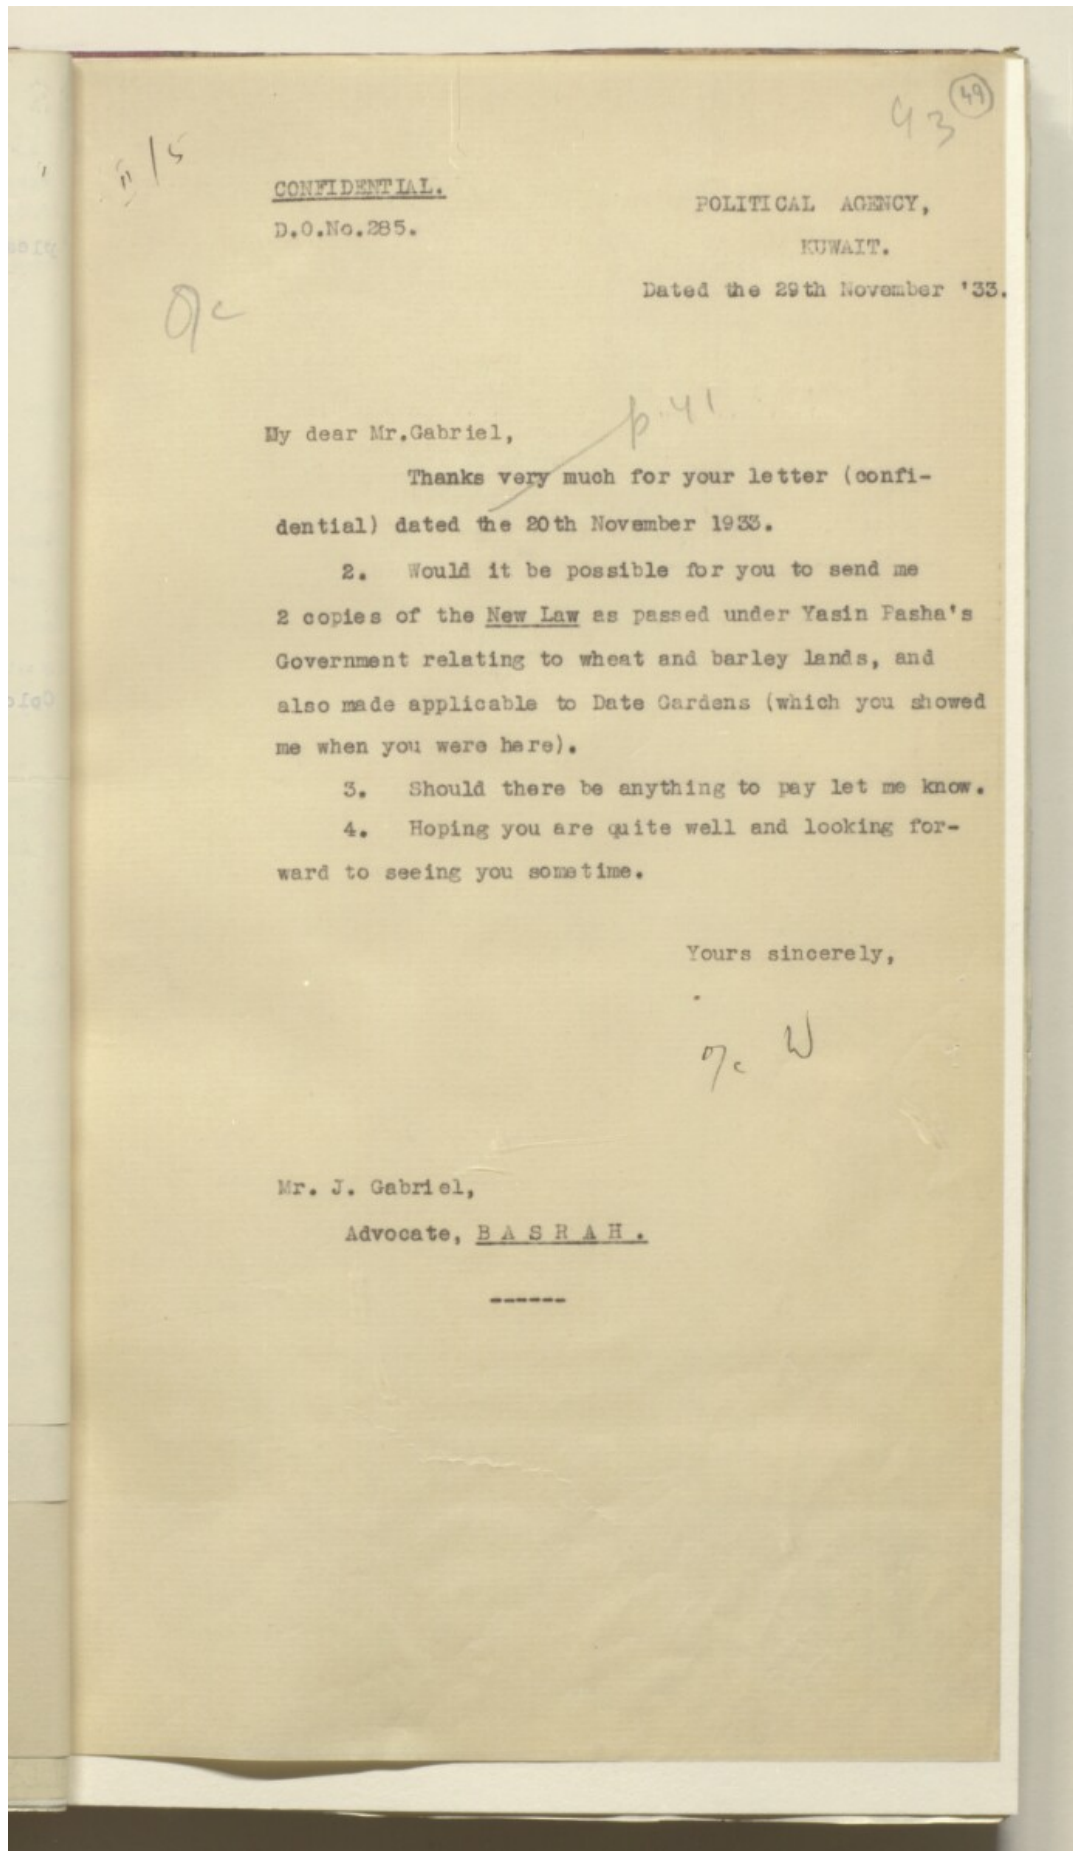 43 49
II/5
CONFIDENTIAL.
D.O.No.285.
POLITICAL AGENCY,
KUWAIT.
Dated the 29th November '33.
O/c
p.41
My dear Mr.Gabriel,
Thanks very much for your letter (confi-
dential) dated the 20th November 1933.
2. Would it be possible for you to send me
2 copies of the New Law as passed under Yasin Pasha's
Government relating to wheat and barley lands, and
also made applicable to Date Gardens (which you showed
me when you were here).
3. Should there be anything to pay let me know.
4. Hoping you are quite well and looking for-
ward to seeing you sometime.
Yours sincerely,
O/c W
Mr. J. Gabriel,
Advocate, B A S R A H .
------